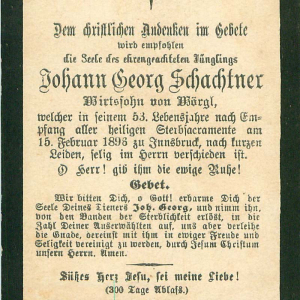 Dem christlichen Andenken im Gebete
wird empfohlen
die Seele des ehrengeachteten Jünglings
Johann Georg Schachtner
Wirtssohn von Wörgl,
welcher in seinem 53. Lebensjahre nach Em-
pfang aller heiligen Sterbsacramente am
15. Februar 1896 zu Innsbruck, nach kurzen
Leiden, selig im Herrn verschieden ist.
O Herr! gib ihm die ewige Ruhe!
Gebet.
Wir bitten Dich, o Gott! erbarme Dich der
Seele Deines Dieners Joh. Georg, und nimm ihn,
von den Banden der Sterblichkeit erlöst, in die
Zahl Deiner Auserwählten auf, uns aber verleihe
die Gnade, vereinst mit ihm in ewiger Freude und
Seligkeit vereinigt zu werden, durch Jesum Christum
unsern Herrn. Amen.
Süßes Herz Jesu, sei meine Liebe!
(300 Tage Ablaß.)